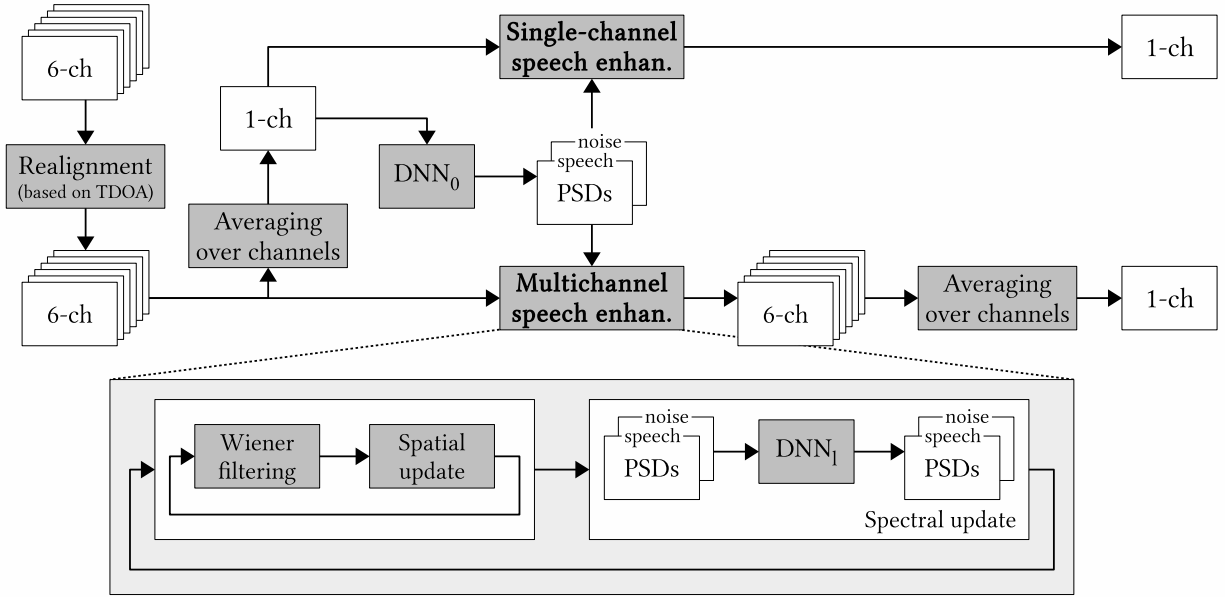 6-ch
Single-channel
speech enhan.
1-ch
1-ch
Realignment
(based on TDOA)
DNN0
noise
speech
PSDs
Averaging
over channels
6-ch
Multichannel
speech enhan.
6-ch
Averaging
over channels
1-ch
Wiener
filtering
Spatial
update
noise
speech
PSDs
DNNl
noise
speech
PSDs
Spectral update